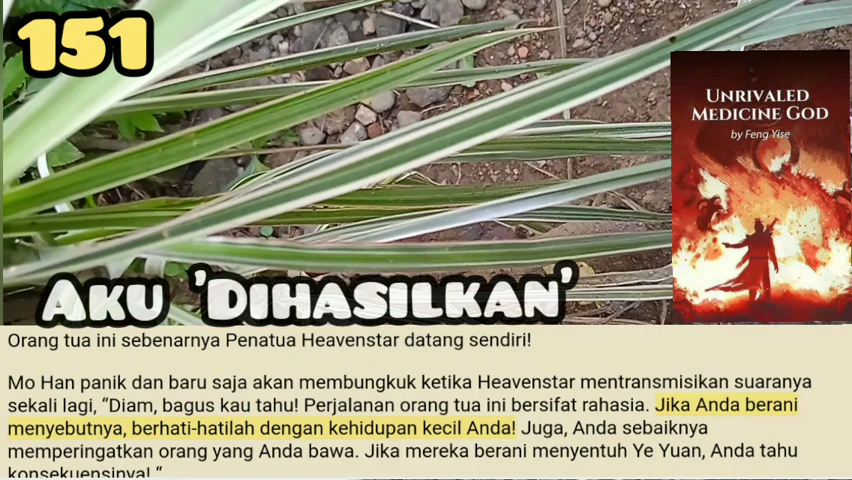 151
UNRIVALED
MEDICINE GOD
by Feng Yise
AKU 'DIHASILKAN'
Orang tua ini sebenarnya Penatua Heavenstar datang sendiri!
Mo Han panik dan baru saja akan membungkuk ketika Heavenstar mentransmisikan suaranya
sekali lagi, “Diam, bagus kau tahu! Perjalanan orang tua ini bersifat rahasia. Jika Anda berani
menyebutnya, berhati-hatilah dengan kehidupan kecil Anda! Juga, Anda sebaiknya
memperingatkan orang yang Anda bawa. Jika mereka berani menyentuh Ye Yuan, Anda tahu
konsekuensinya! “